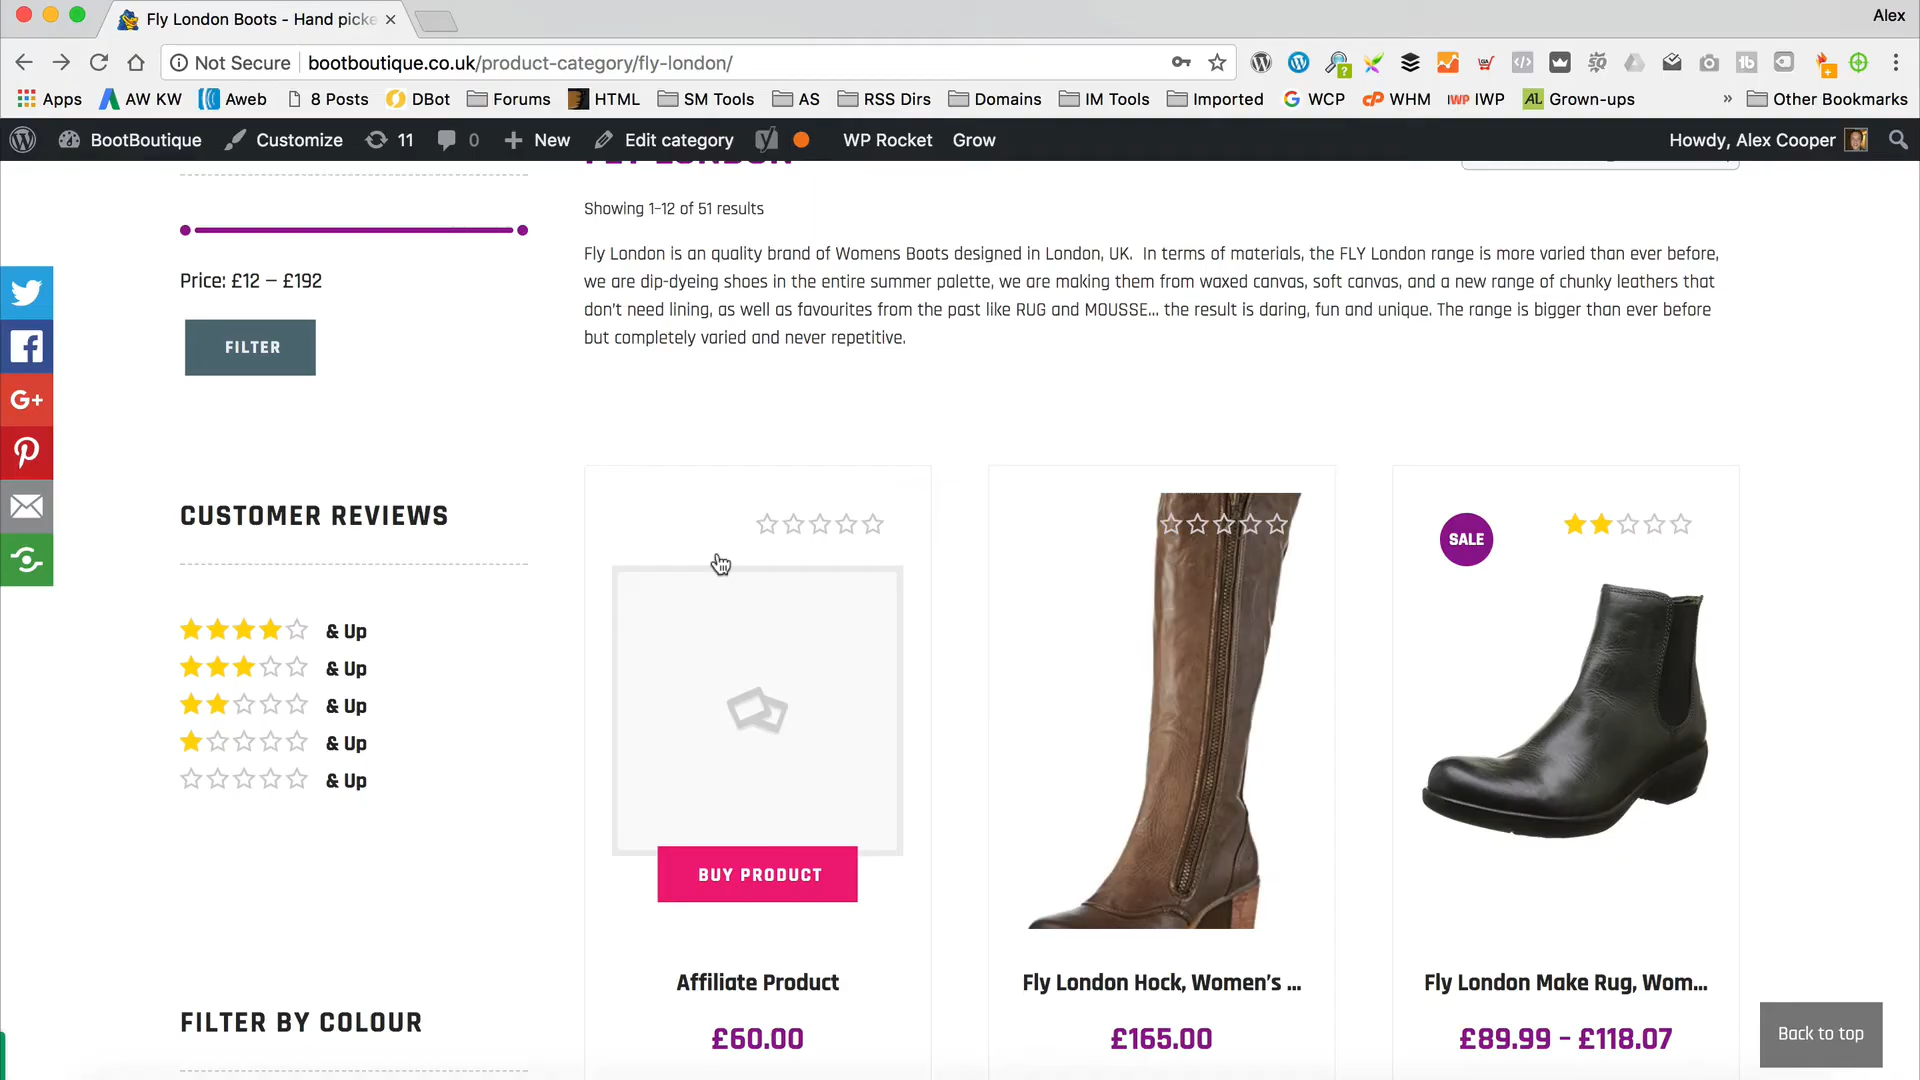 Fly London Boots - Hand picke
Alex
Not Secure
bootboutique.co.uk/product-category/fly-london/
Apps
AW KW
Aweb
8 Posts
DBot
Forums
HTML
SM Tools
AS
RSS Dirs
Domains
IM Tools
Imported
WCP
WHM
IWP
Grown-ups
»
Other Bookmarks
BootBoutique
Customize
11
0
New
Edit category
WP Rocket
Grow
Howdy, Alex Cooper
FLY LONDON
Showing 1–12 of 51 results
Fly London is an quality brand of Womens Boots designed in London, UK. In terms of materials, the FLY London range is more varied than ever before,
we are dip-dyeing shoes in the entire summer palette, we are making them from waxed canvas, soft canvas, and a new range of chunky leathers that
don't need lining, as well as favourites from the past like RUG and MOUSSE... the result is daring, fun and unique. The range is bigger than ever before
but completely varied and never repetitive.
Price: £12 — £192
FILTER
CUSTOMER REVIEWS
& Up
& Up
& Up
& Up
& Up
FILTER BY COLOUR
SALE
BUY PRODUCT
Affiliate Product
£60.00
Fly London Hock, Women's ...
£165.00
Fly London Make Rug, Wom...
£89.99 – £118.07
Back to top